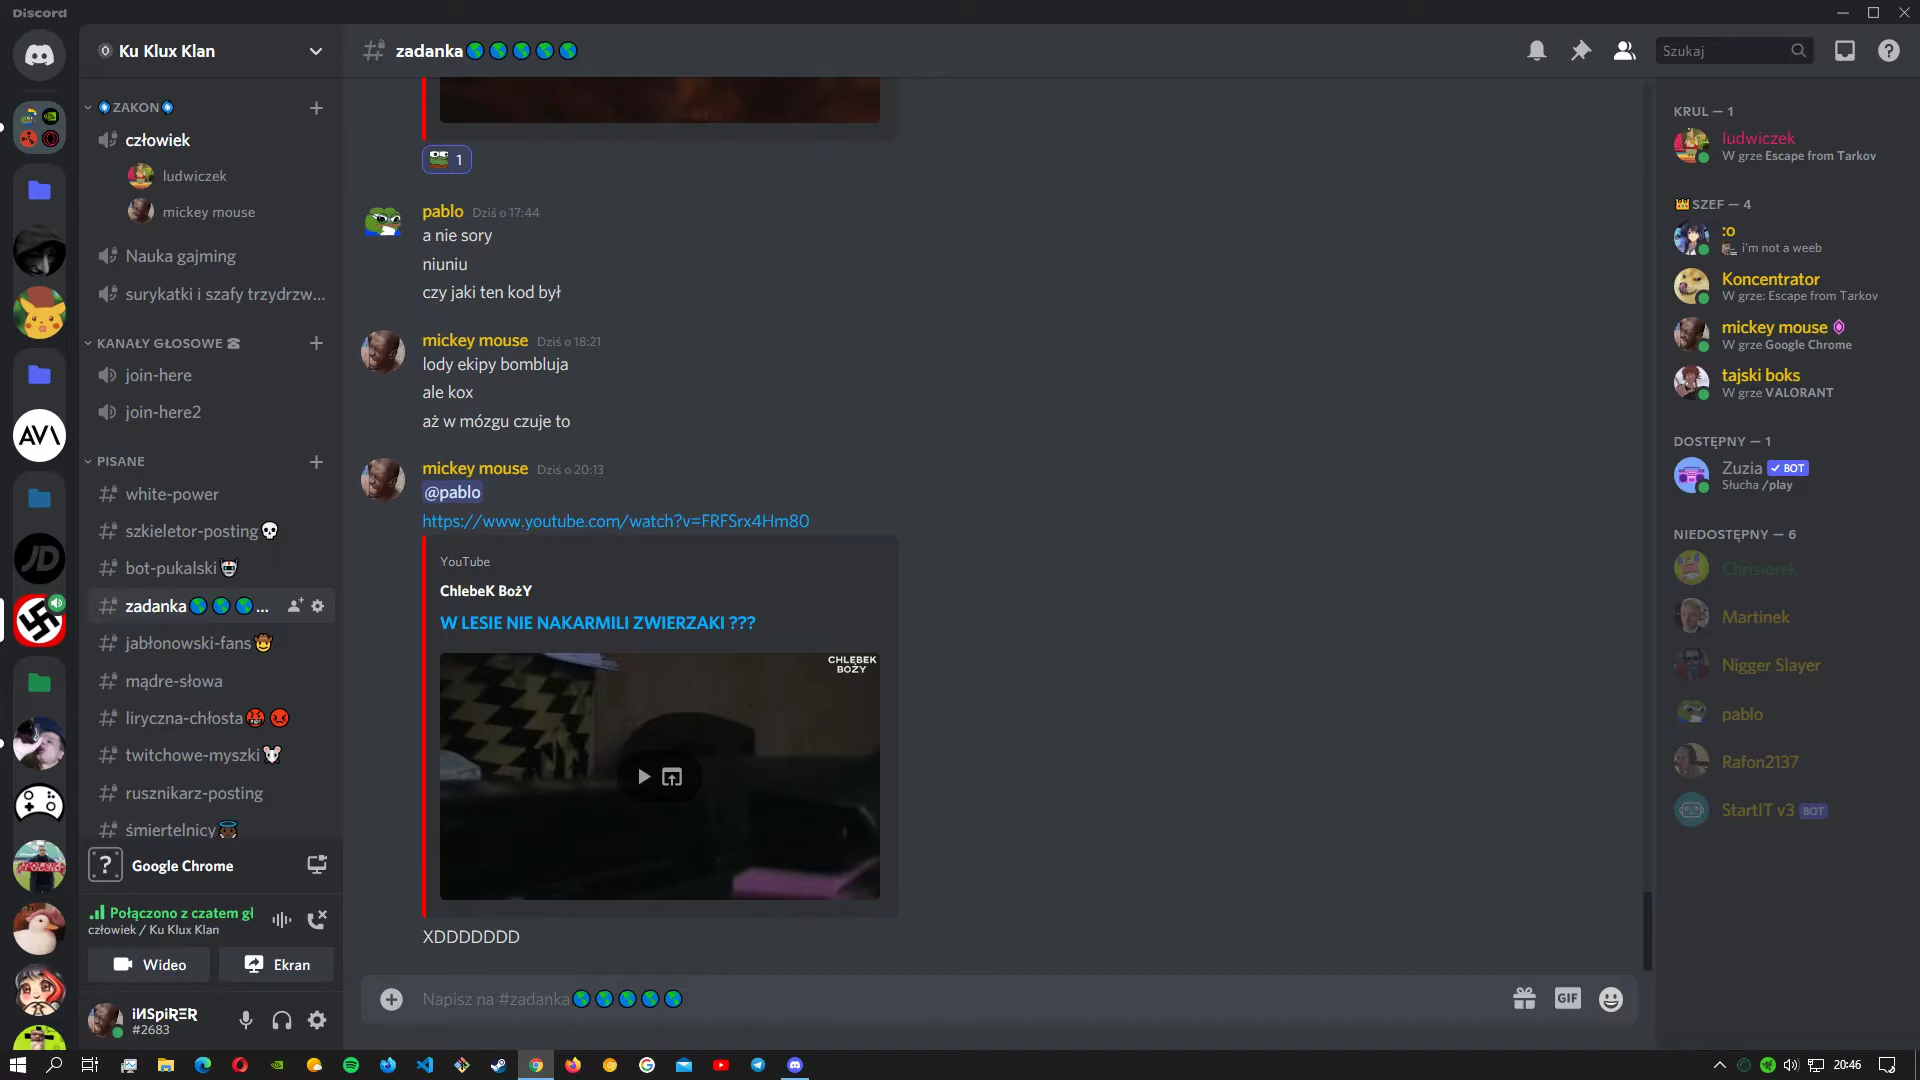 Discord
Ku Klux Klan
ZAKON
człowiek
ludwiczek
mickey mouse
Nauka gajming
surykatki i szafy trzydrzw...
KANAŁY GŁOSOWE
join-here
join-here2
PISANE
white-power
szkieletor-posting
bot-pukalski
zadanka...
jabłonowski-fans
mądre-słowa
liryczna-chłosta
twitchowe-myszki
rusznikarz-posting
śmiertelnicy
? Google Chrome
Połączono z czatem gł
człowiek / Ku Klux Klan
Wideo
Ekran
iИSpiRƎR
#2683
AVA
JD
POLSKA
zadanka
Szukaj
1
pablo Dziś o 17:44
a nie sory
niuniu
czy jaki ten kod był
mickey mouse Dziś o 18:21
lody ekipy bombluja
ale kox
aż w mózgu czuje to
mickey mouse Dziś o 20:13
@pablo
https://www.youtube.com/watch?v=FRFSrx4Hm80
YouTube
ChlebeK BożY
W LESIE NIE NAKARMILI ZWIERZAKI ???
CHLEBEK
BOŻY
XDDDDDDD
Napisz na #zadanka
GIF
KRUL — 1
ludwiczek
W grze Escape from Tarkov
SZEF — 4
:o
i'm not a weeb
Koncentrator
W grze: Escape from Tarkov
mickey mouse
W grze Google Chrome
tajski boks
W grze VALORANT
DOSTĘPNY — 1
Zuzia BOT
Słucha /play
NIEDOSTĘPNY — 6
Chrisiorek
Martinek
Nigger Slayer
pablo
Rafon2137
StartIT v3 BOT
20:46